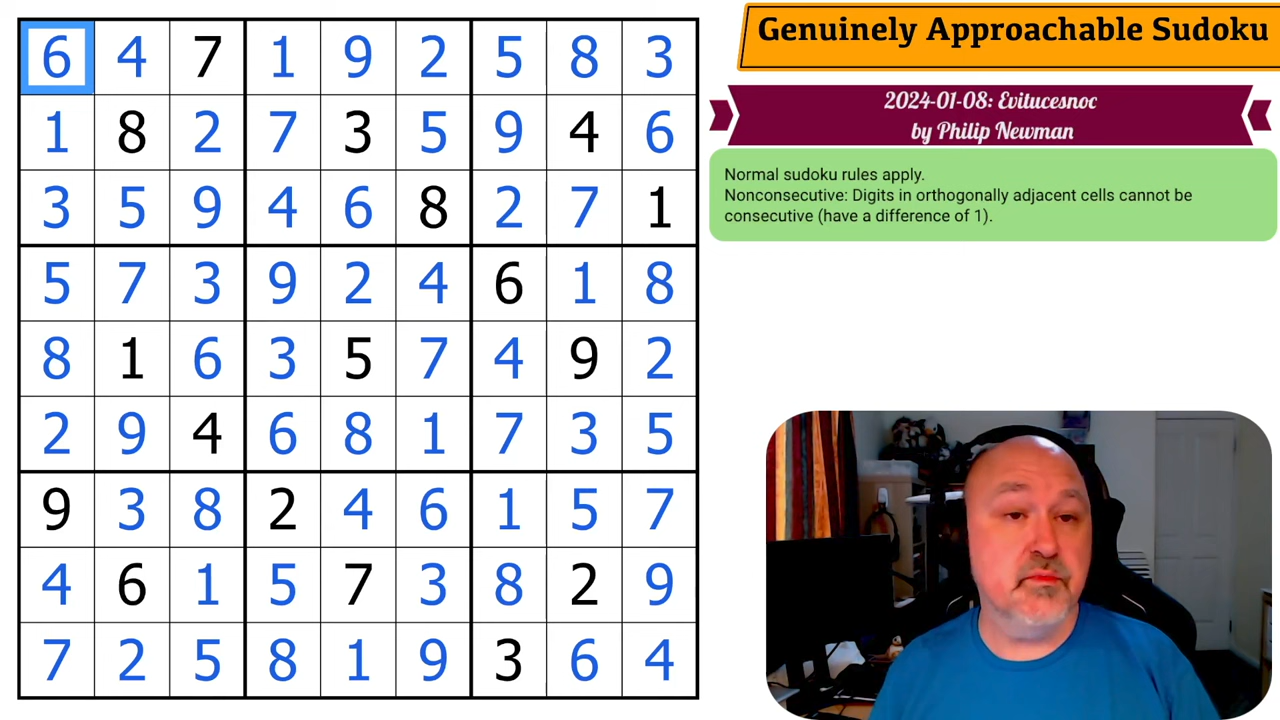 Genuinely Approachable Sudoku
2024-01-08: Evitucesnoc
by Philip Newman
Normal sudoku rules apply.
Nonconsecutive: Digits in orthogonally adjacent cells cannot be
consecutive (have a difference of 1).
6 4 7 1 9 2 5 8 3
1 8 2 7 3 5 9 4 6
3 5 9 4 6 8 2 7 1
5 7 3 9 2 4 6 1 8
8 1 6 3 5 7 4 9 2
2 9 4 6 8 1 7 3 5
9 3 8 2 4 6 1 5 7
4 6 1 5 7 3 8 2 9
7 2 5 8 1 9 3 6 4